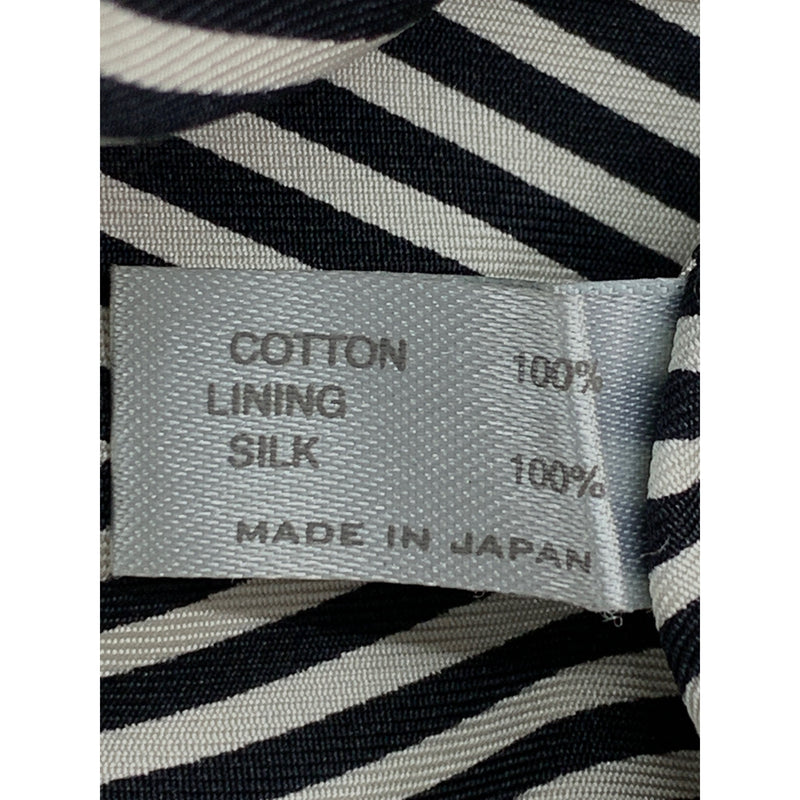 COTTON 100%
LINING
SILK 100%
MADE IN JAPAN